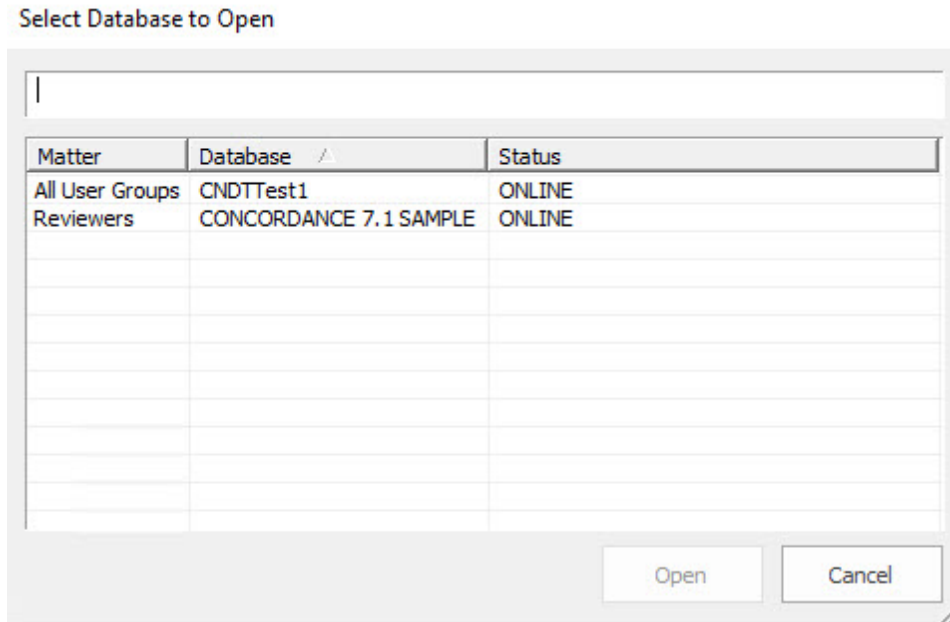 Select Database to Open
Matter Database Status
All User Groups CNDTTest1 ONLINE
Reviewers CONCORDANCE 7.1 SAMPLE ONLINE
Open Cancel